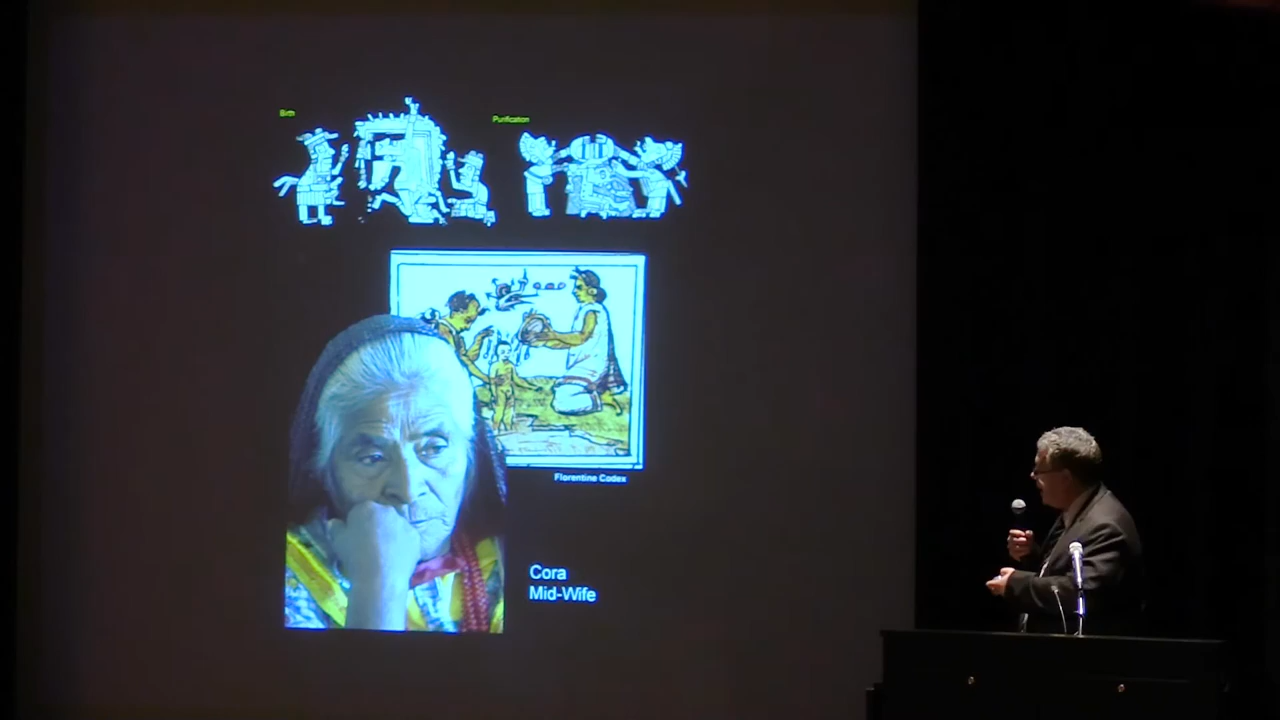 Birth
Purification
Florentine Codex
Cora
Mid-Wife